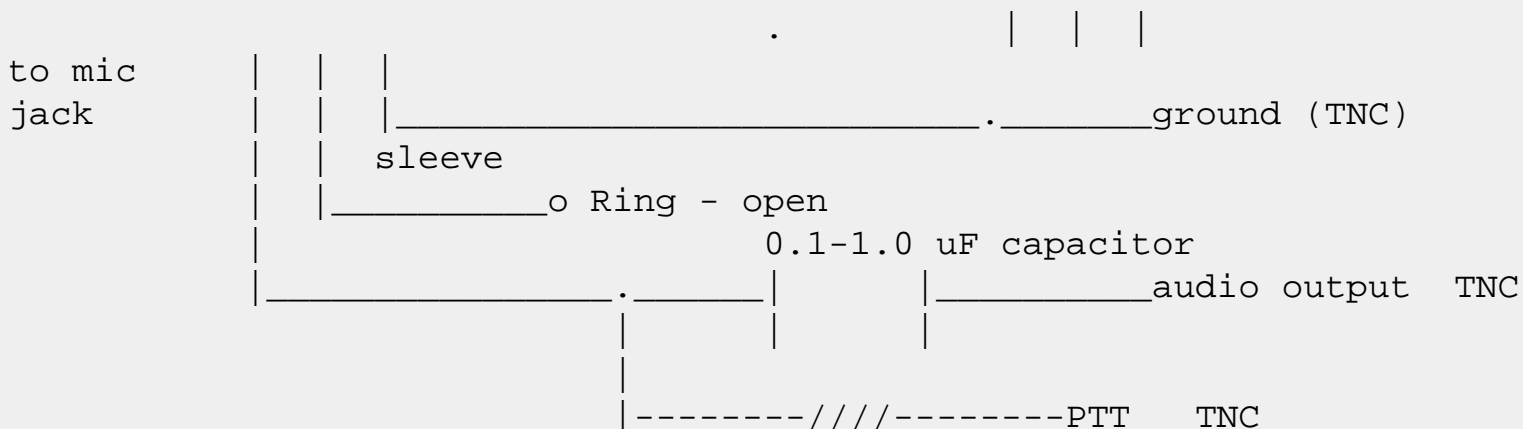 to mic
jack ground (TNC)
sleeve
o Ring - open
0.1-1.0 uF capacitor
audio output TNC
--------////--------PTT TNC